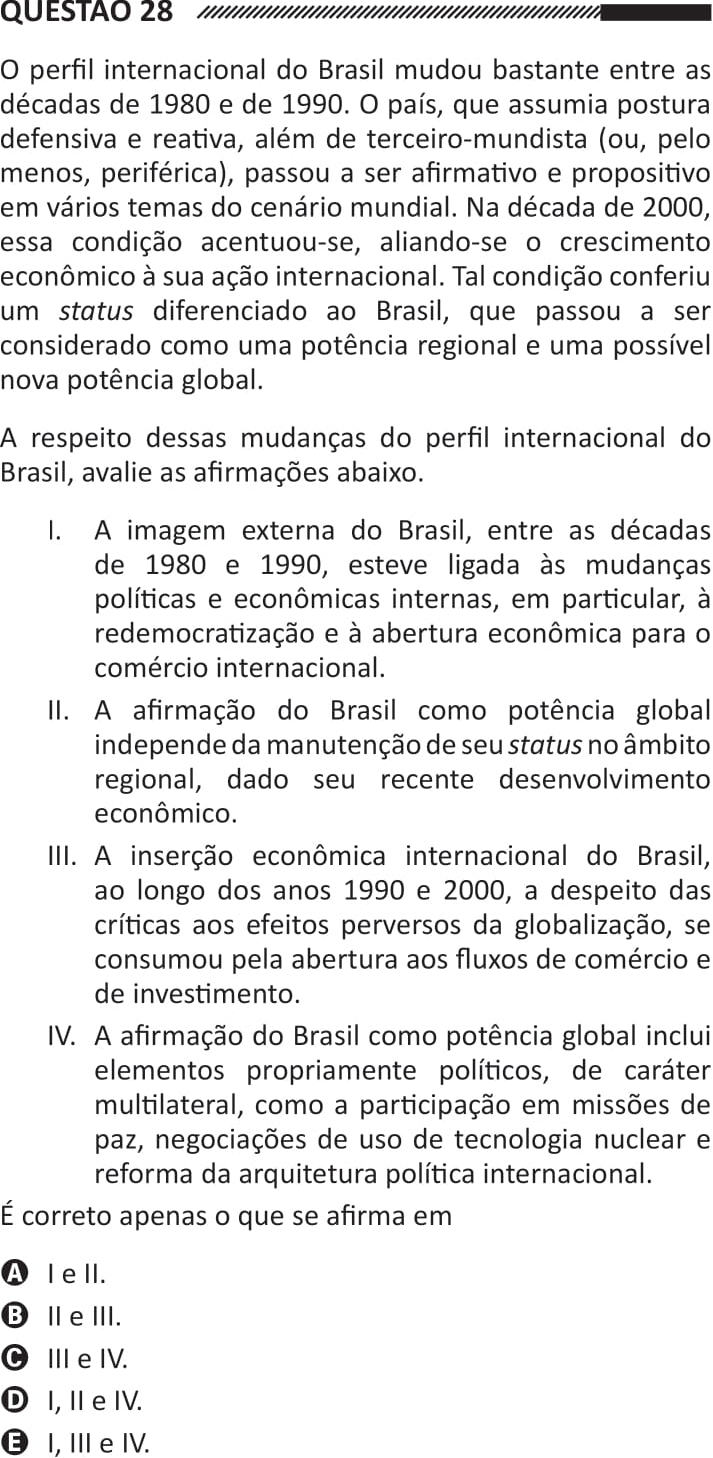 QUESTÃO 28
O perfil internacional do Brasil mudou bastante entre as
décadas de 1980 e de 1990. O país, que assumia postura
defensiva e reativa, além de terceiro-mundista (ou, pelo
menos, periférica), passou a ser afirmativo e propositivo
em vários temas do cenário mundial. Na década de 2000,
essa condição acentuou-se, aliando-se o crescimento
econômico à sua ação internacional. Tal condição conferiu
um status diferenciado ao Brasil, que passou a ser
considerado como uma potência regional e uma possível
nova potência global.
A respeito dessas mudanças do perfil internacional do
Brasil, avalie as afirmações abaixo.
I. A imagem externa do Brasil, entre as décadas
de 1980 e 1990, esteve ligada às mudanças
políticas e econômicas internas, em particular, à
redemocratização e à abertura econômica para o
comércio internacional.
II. A afirmação do Brasil como potência global
independe da manutenção de seu status no âmbito
regional, dado seu recente desenvolvimento
econômico.
III. A inserção econômica internacional do Brasil,
ao longo dos anos 1990 e 2000, a despeito das
críticas aos efeitos perversos da globalização, se
consumou pela abertura aos fluxos de comércio e
de investimento.
IV. A afirmação do Brasil como potência global inclui
elementos propriamente políticos, de caráter
multilateral, como a participação em missões de
paz, negociações de uso de tecnologia nuclear e
reforma da arquitetura política internacional.
É correto apenas o que se afirma em
A I e II.
B II e III.
C III e IV.
D I, II e IV.
E I, III e IV.